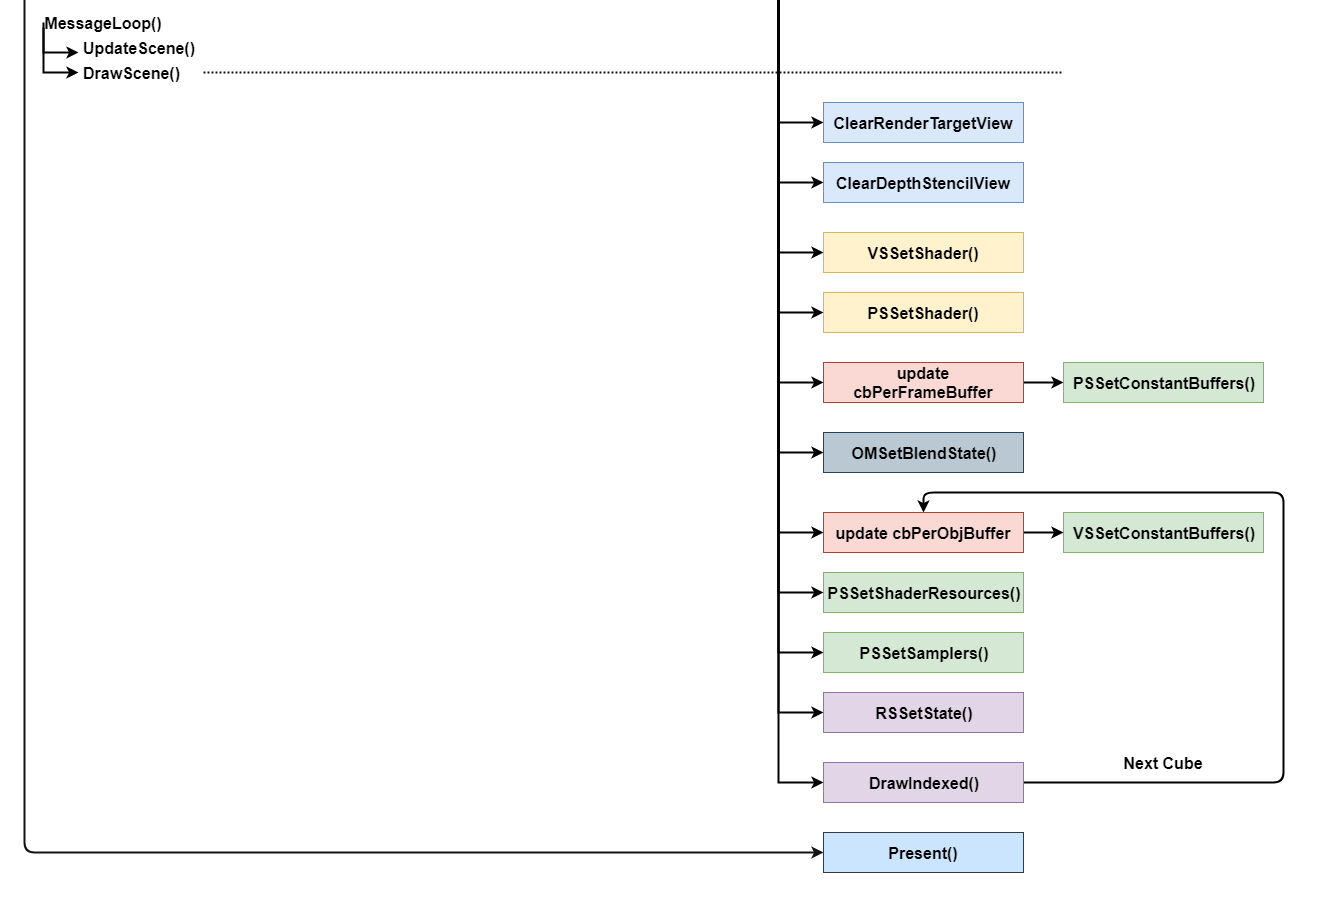 MessageLoop()
UpdateScene()
DrawScene()
ClearRenderTargetView
ClearDepthStencilView
VSSetShader()
PSSetShader()
update
cbPerFrameBuffer
PSSetConstantBuffers()
OMSetBlendState()
update cbPerObjBuffer
VSSetConstantBuffers()
PSSetShaderResources()
PSSetSamplers()
RSSetState()
Next Cube
DrawIndexed()
Present()